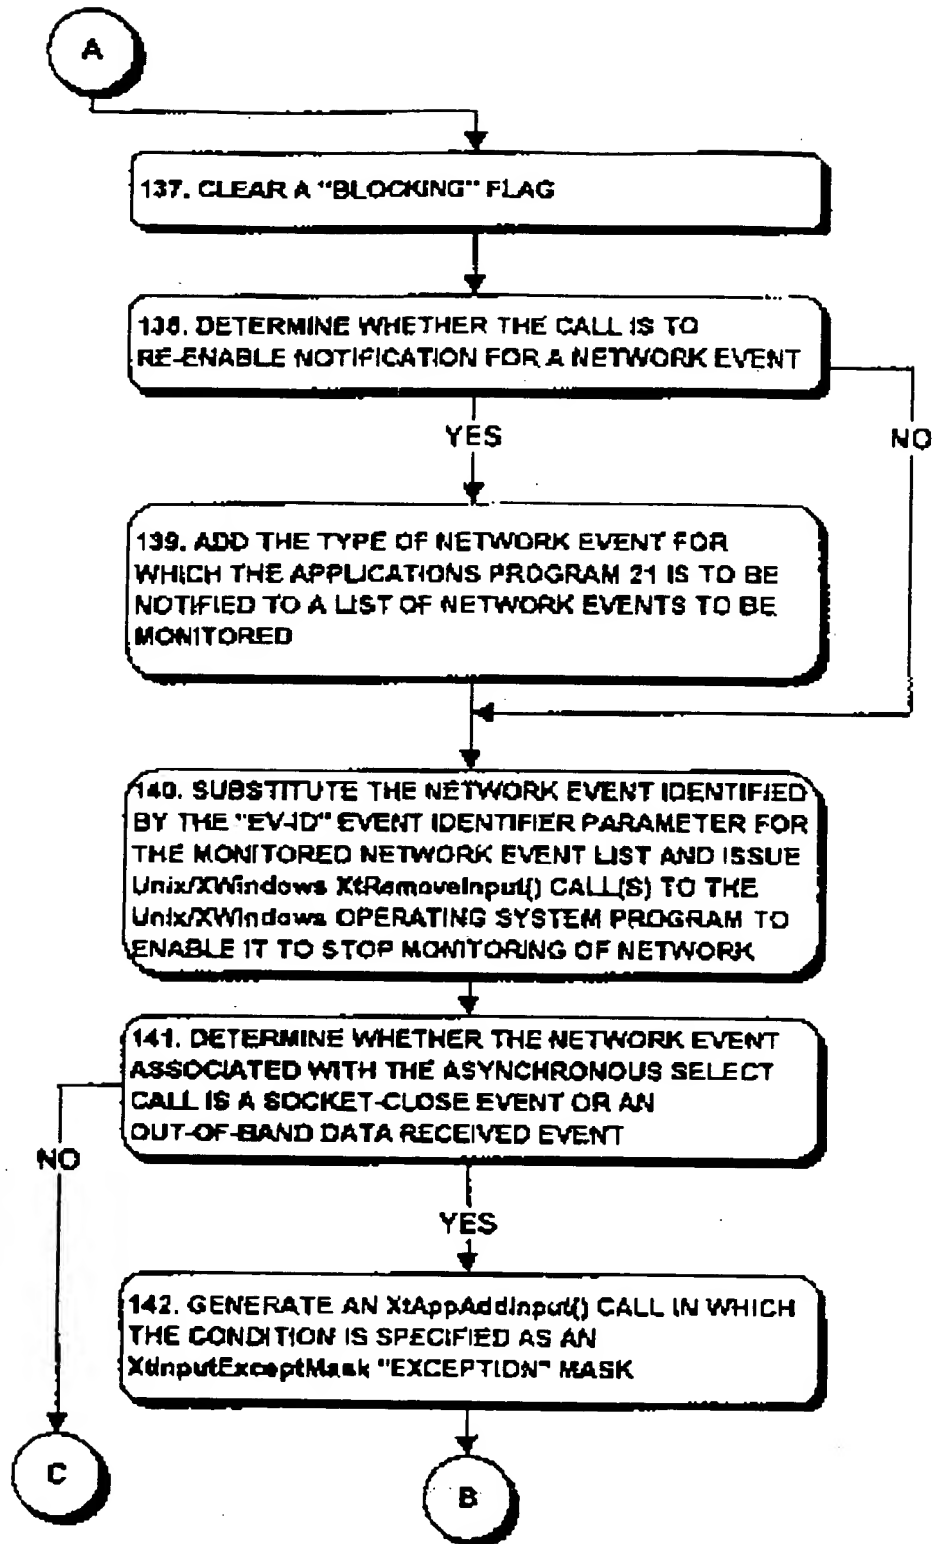 A
137. CLEAR A "BLOCKING" FLAG
138. DETERMINE WHETHER THE CALL IS TO
RE-ENABLE NOTIFICATION FOR A NETWORK EVENT
YES
NO
139. ADD THE TYPE OF NETWORK EVENT FOR
WHICH THE APPLICATIONS PROGRAM 21 IS TO BE
NOTIFIED TO A LIST OF NETWORK EVENTS TO BE
MONITORED
140. SUBSTITUTE THE NETWORK EVENT IDENTIFIED
BY THE "EV-ID" EVENT IDENTIFIER PARAMETER FOR
THE MONITORED NETWORK EVENT LIST AND ISSUE
Unix/XWindows XtRemoveInput() CALL(S) TO THE
Unix/XWindows OPERATING SYSTEM PROGRAM TO
ENABLE IT TO STOP MONITORING OF NETWORK
141. DETERMINE WHETHER THE NETWORK EVENT
ASSOCIATED WITH THE ASYNCHRONOUS SELECT
CALL IS A SOCKET-CLOSE EVENT OR AN
OUT-OF-BAND DATA RECEIVED EVENT
NO
YES
142. GENERATE AN XtAppAddInput() CALL IN WHICH
THE CONDITION IS SPECIFIED AS AN
XtInputExceptMask "EXCEPTION" MASK
C
B